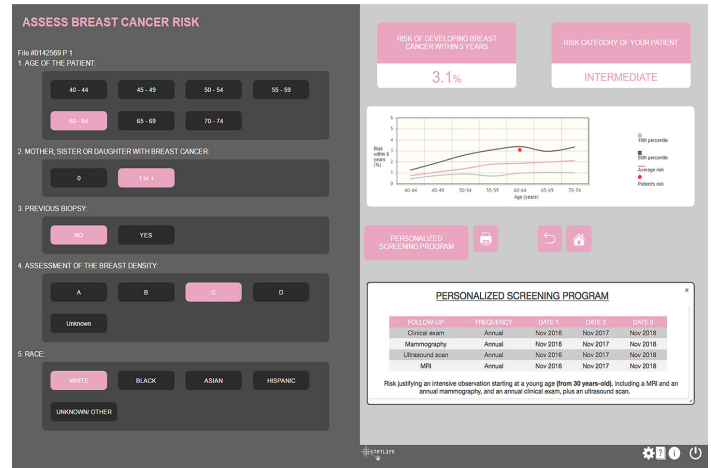 ASSESS BREAST CANCER RISK
File #0142569 P 1
1. AGE OF THE PATIENT:
40 - 44 45 - 49 50 - 54 55 - 59
60 - 64 65 - 69 70 - 74
2. MOTHER, SISTER OR DAUGHTER WITH BREAST CANCER:
0 1 or +
3. PREVIOUS BIOPSY:
NO YES
4. ASSESSMENT OF THE BREAST DENSITY:
A B C D
Unknown
5. RACE:
WHITE BLACK ASIAN HISPANIC
UNKNOWN/ OTHER
RISK OF DEVELOPING BREAST
CANCER WITHIN 5 YEARS
3.1%
RISK CATEGORY OF YOUR PATIENT
INTERMEDIATE
Risk
within 5
years
(%)
6
5
4
3
2
1
0
40-44 45-49 50-54 55-59 60-64 65-69 70-74
Age (years)
10th percentile
90th percentile
Average risk
Patient's risk
PERSONALIZED
SCREENING PROGRAM
PERSONALIZED SCREENING PROGRAM
FOLLOW-UP FREQUENCY DATE 1 DATE 2 DATE 3
Clinical exam Annual Nov 2016 Nov 2017 Nov 2018
Mammography Annual Nov 2016 Nov 2017 Nov 2018
Ultrasound scan Annual Nov 2016 Nov 2017 Nov 2018
MRI Annual Nov 2016 Nov 2017 Nov 2018
Risk justifying an intensive observation starting at a young age (from 30 years-old), including a MRI and an
annual mammography, and an annual clinical exam, plus an ultrasound scan.
STATLIFE